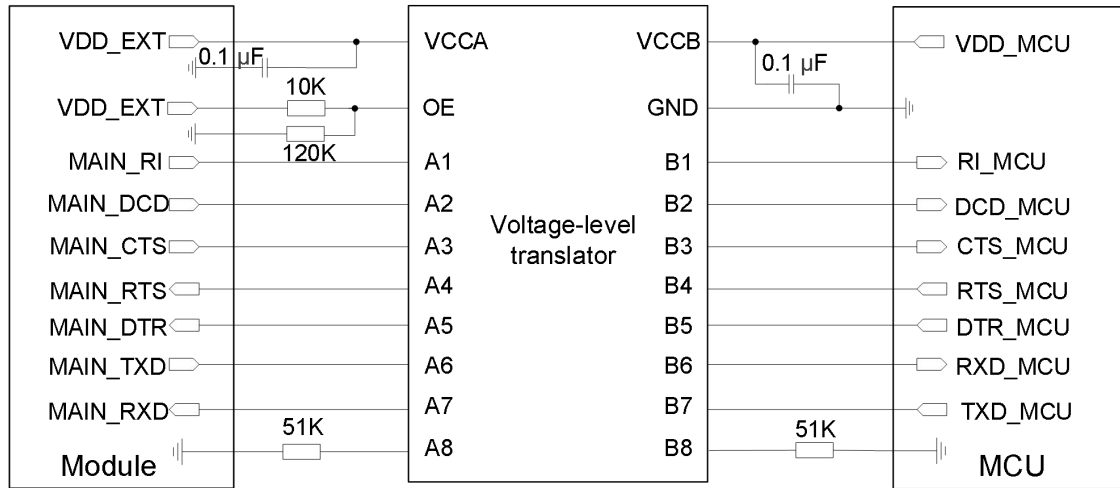 VDD_EXT
0.1 µF
VDD_EXT
10K
120K
MAIN_RI
MAIN_DCD
MAIN_CTS
MAIN_RTS
MAIN_DTR
MAIN_TXD
MAIN_RXD
51K
Module
VCCA
OE
A1
A2
A3
A4
A5
A6
A7
A8
Voltage-level
translator
VCCB
GND
B1
B2
B3
B4
B5
B6
B7
B8
0.1 µF
51K
VDD_MCU
RI_MCU
DCD_MCU
CTS_MCU
RTS_MCU
DTR_MCU
RXD_MCU
TXD_MCU
MCU